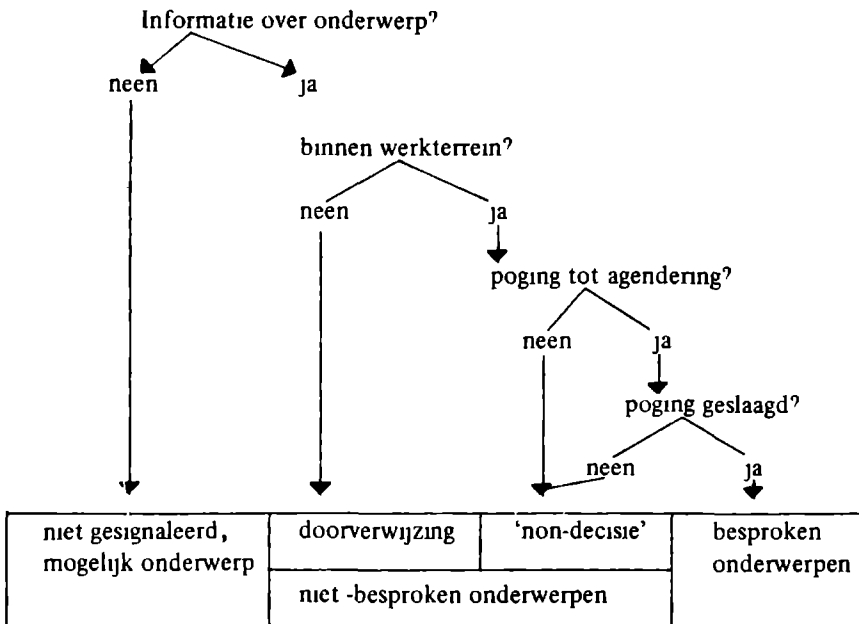 Informatie over onderwerp?
neen ja
binnen werkterrein?
neen ja
poging tot agendering?
neen ja
poging geslaagd?
neen ja
niet gesignaleerd, mogelijk onderwerp
doorverwijzing
'non-decisie'
besproken onderwerpen
niet -besproken onderwerpen